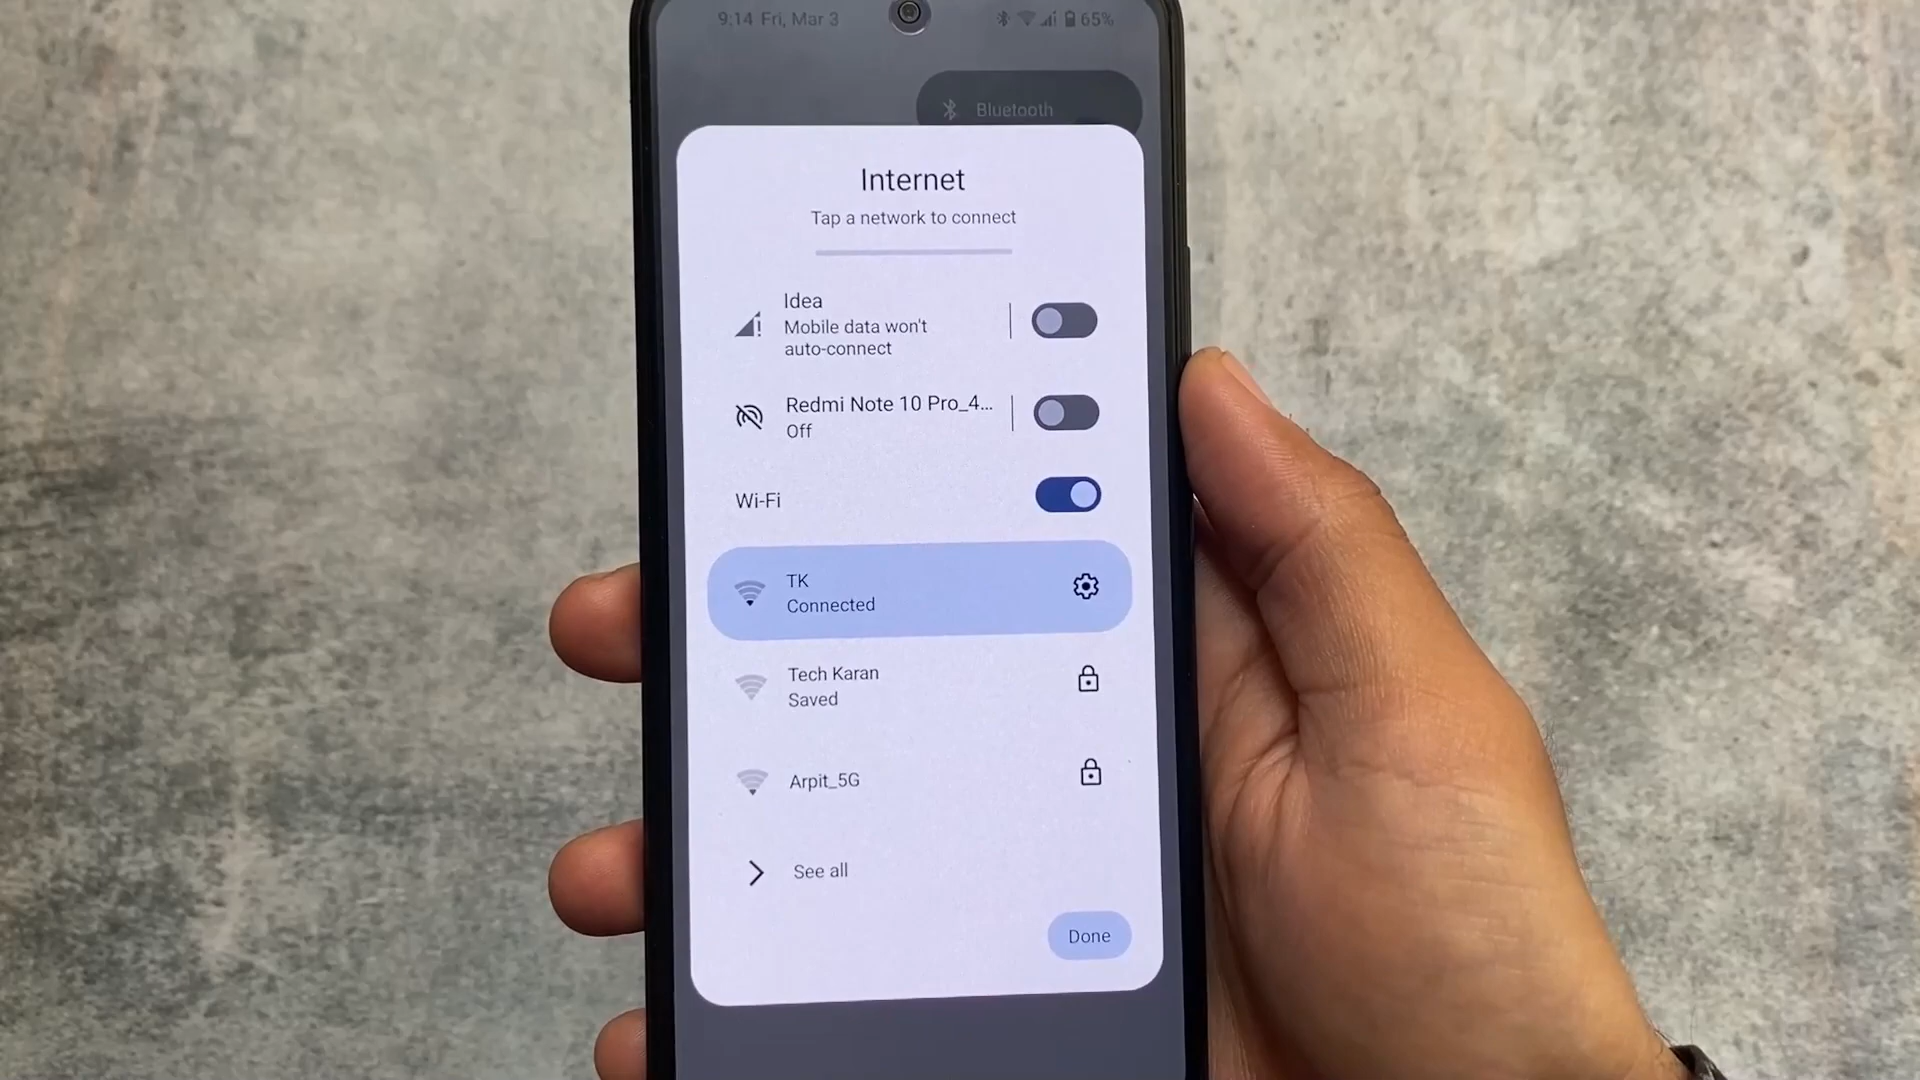 9:14 Fri, Mar 3
65%
Bluetooth
Internet
Tap a network to connect
Idea
Mobile data won't
auto-connect
Redmi Note 10 Pro_4...
Off
Wi-Fi
TK
Connected
Tech Karan
Saved
Arpit_5G
See all
Done